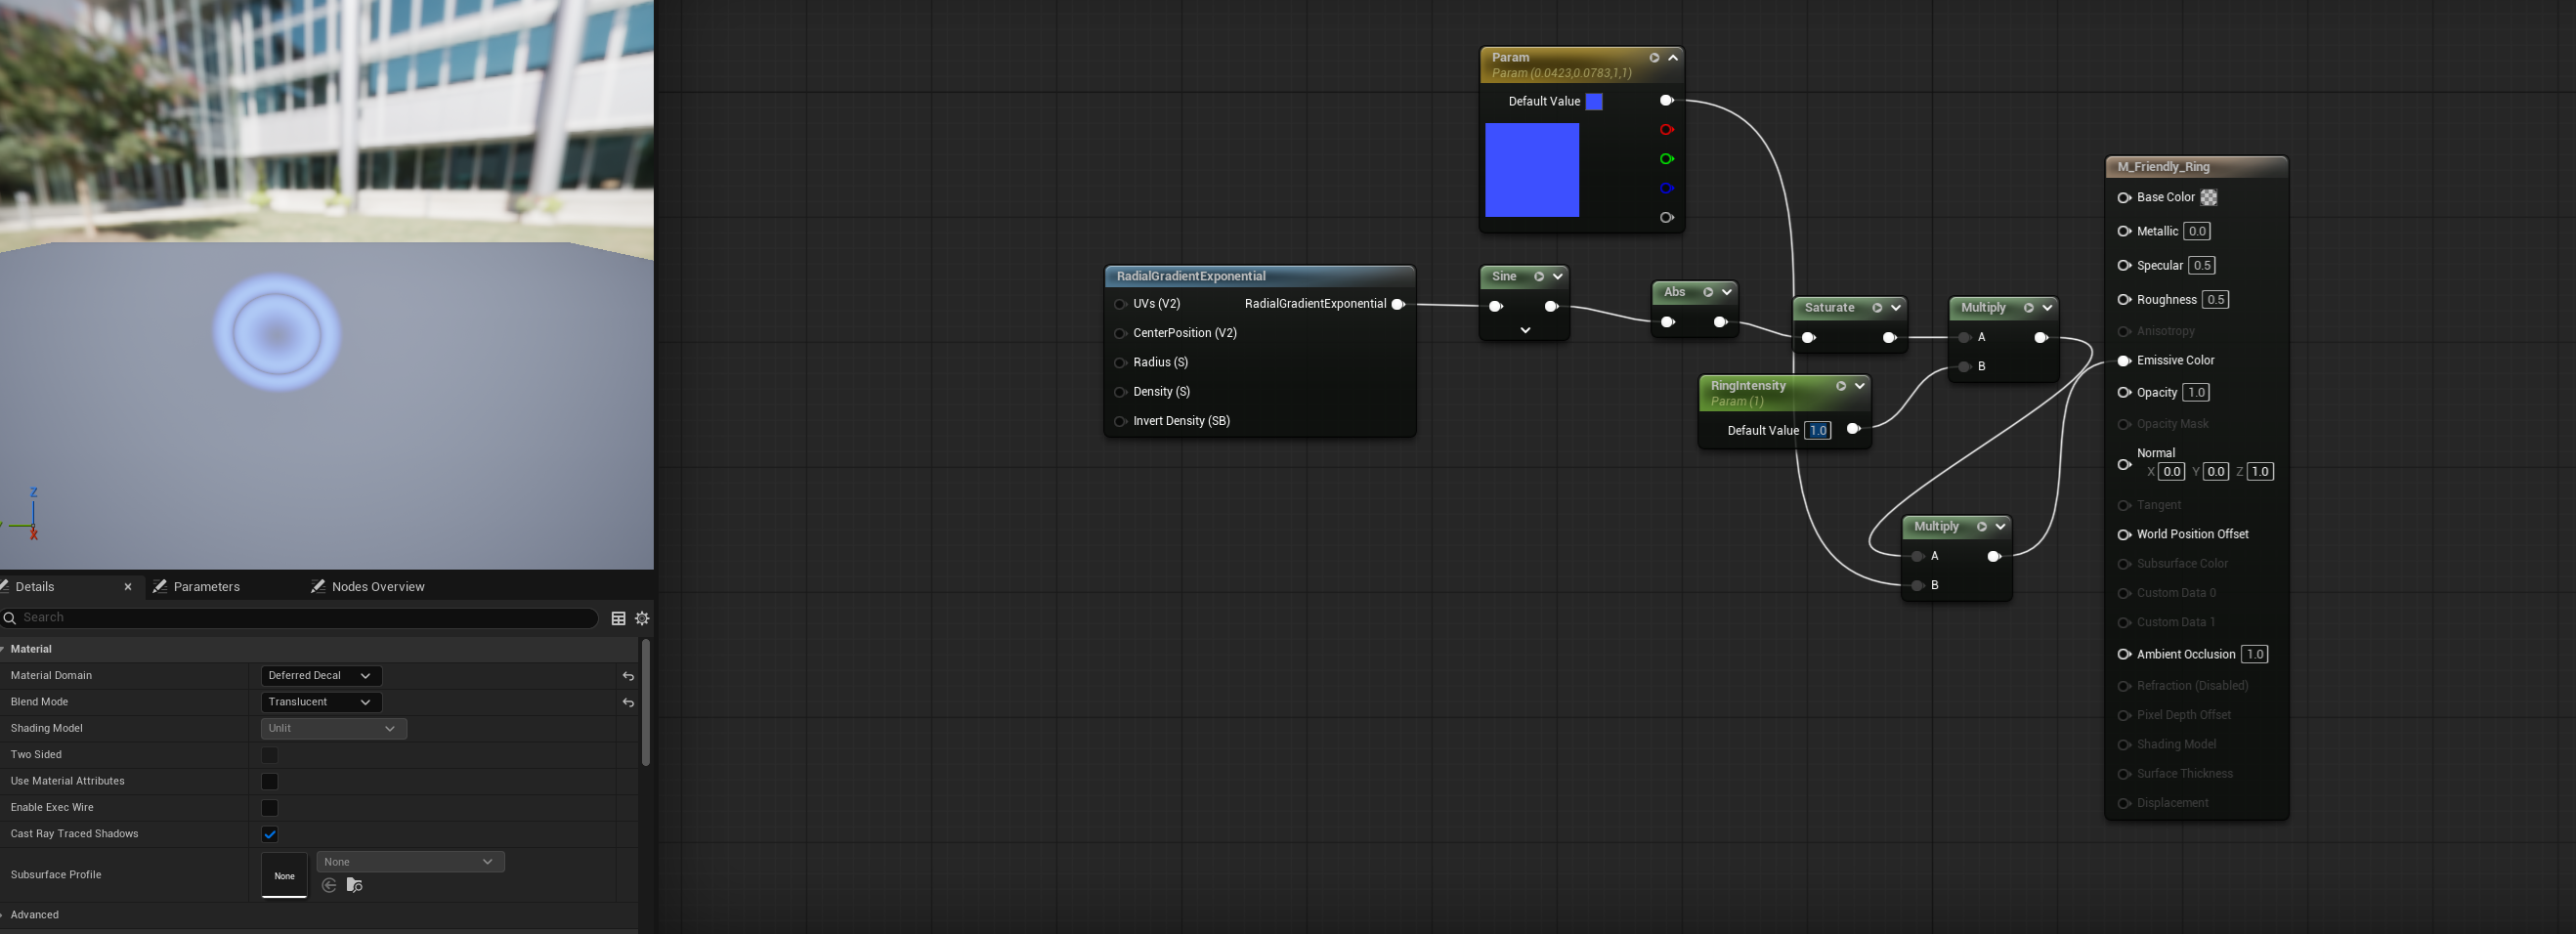 Z
X
Details
Parameters
Nodes Overview
Search
Material
Material Domain
Deferred Decal
Blend Mode
Translucent
Shading Model
Unlit
Two Sided
Use Material Attributes
Enable Exec Wire
Cast Ray Traced Shadows
Subsurface Profile
None
None
Advanced
RadialGradientExponential
UVs (V2)
RadialGradientExponential
CenterPosition (V2)
Radius (S)
Density (S)
Invert Density (SB)
Param
Param (0.0423,0.0783,1,1)
Default Value
Sine
Abs
Saturate
Multiply
A
B
RingIntensity
Param (1)
Default Value 1.0
Multiply
A
B
M_Friendly_Ring
Base Color
Metallic 0.0
Specular 0.5
Roughness 0.5
Anisotropy
Emissive Color
Opacity 1.0
Opacity Mask
Normal
X 0.0 Y 0.0 Z 1.0
Tangent
World Position Offset
Subsurface Color
Custom Data 0
Custom Data 1
Ambient Occlusion 1.0
Refraction (Disabled)
Pixel Depth Offset
Shading Model
Surface Thickness
Displacement